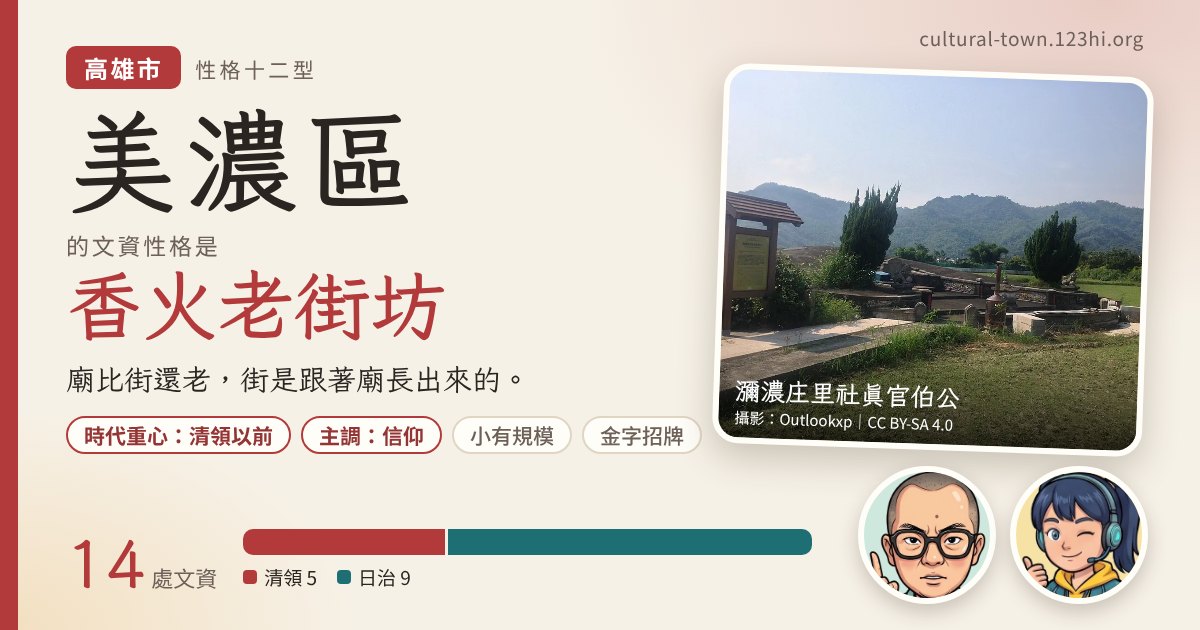 cultural-town.123hi.org
高雄市 性格十二型
美濃區
的文資性格是
香火老街坊
廟比街還老，街是跟著廟長出來的。
時代重心：清領以前 主調：信仰 小有規模 金字招牌
瀰濃庄里社眞官伯公
攝影：Outlookxp｜CC BY-SA 4.0
14 處文資
清領 5 日治 9